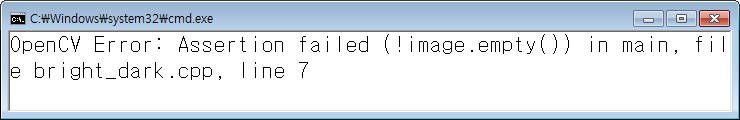 C:₩Windows₩system32₩cmd.exe
OpenCV Error: Assertion failed (!image.empty()) in main, fil
e bright_dark.cpp, line 7